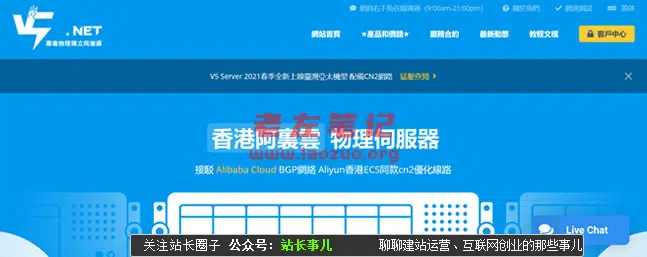 網頁右下角在線溝通（9:00am-21:00pm） 關於我們 網速測試 简体
V5.NET
專業物理獨立伺服器
網站首頁 ★產品和價錢★ 服務合約 最新動態 教程文檔 客戶中心
V5 Server 2021春季全新上線臺灣亞太機型 配備CN2網路 猛擊查閱 >
香港阿裏雲 物理伺服器
老左笔记
www.laozuo.org
接駁 Alibaba Cloud BGP網絡 Aliyun香港ECS同款cn2優化線路
Live Chat
关注站长圈子 公众号：站长事儿 聊聊建站运营、互联网创业的那些事儿